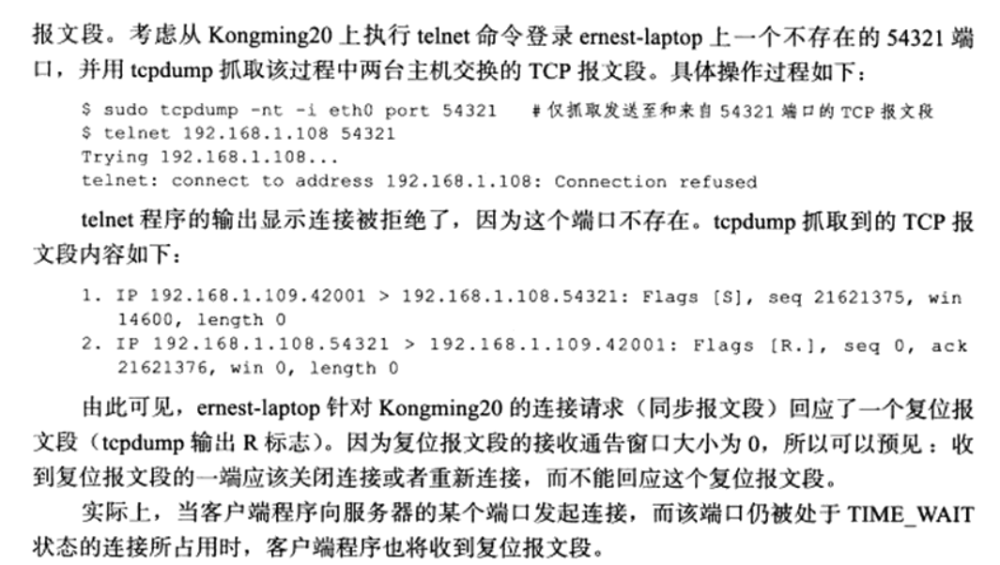 报文段。考虑从 Kongming20 上执行 telnet 命令登录 ernest-laptop 上一个不存在的 54321 端
口，并用 tcpdump 抓取该过程中两台主机交换的 TCP 报文段。具体操作过程如下：
$ sudo tcpdump -nt -i eth0 port 54321 # 仅抓取发送至和来自 54321 端口的 TCP 报文段
$ telnet 192.168.1.108 54321
Trying 192.168.1.108...
telnet: connect to address 192.168.1.108: Connection refused
telnet 程序的输出显示连接被拒绝了，因为这个端口不存在。tcpdump 抓取到的 TCP 报
文段内容如下：
1. IP 192.168.1.109.42001 > 192.168.1.108.54321: Flags [S], seq 21621375, win
14600, length 0
2. IP 192.168.1.108.54321 > 192.168.1.109.42001: Flags [R.], seq 0, ack
21621376, win 0, length 0
由此可见，ernest-laptop 针对 Kongming20 的连接请求（同步报文段）回应了一个复位报
文段（tcpdump 输出 R 标志）。因为复位报文段的接收通告窗口大小为 0，所以可以预见：收
到复位报文段的一端应该关闭连接或者重新连接，而不能回应这个复位报文段。
实际上，当客户端程序向服务器的某个端口发起连接，而该端口仍被处于 TIME_WAIT
状态的连接所占用时，客户端程序也将收到复位报文段。